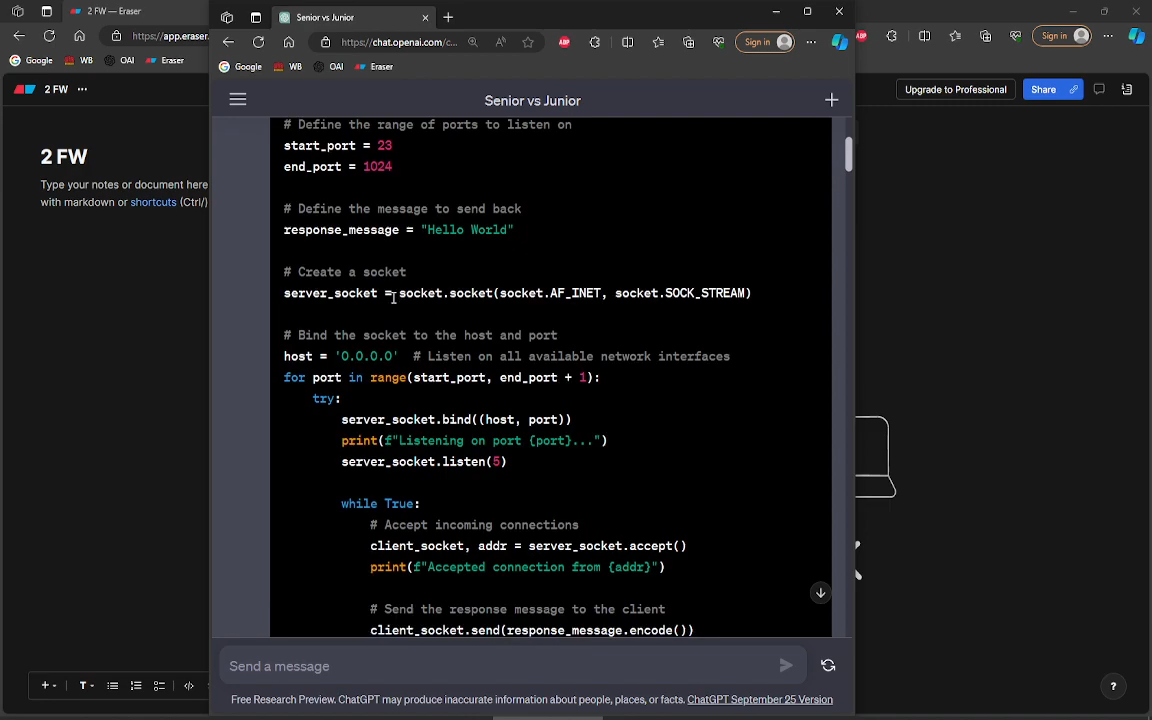 2 FW — Eraser
https://app.eraser.
Google WB OAI Eraser
2 FW ...
2 FW
Type your notes or document here
with markdown or shortcuts (Ctrl/)
T
Senior vs Junior
https://chat.openai.com/c...
Sign in
Google WB OAI Eraser
Senior vs Junior
# Define the range of ports to listen on
start_port = 23
end_port = 1024
# Define the message to send back
response_message = "Hello World"
# Create a socket
server_socket = socket.socket(socket.AF_INET, socket.SOCK_STREAM)
# Bind the socket to the host and port
host = '0.0.0.0'  # Listen on all available network interfaces
for port in range(start_port, end_port + 1):
try:
server_socket.bind((host, port))
print(f"Listening on port {port}...")
server_socket.listen(5)
while True:
# Accept incoming connections
client_socket, addr = server_socket.accept()
print(f"Accepted connection from {addr}")
# Send the response message to the client
client_socket.send(response_message.encode())
Send a message
Free Research Preview. ChatGPT may produce inaccurate information about people, places, or facts. ChatGPT September 25 Version
ABP
Sign in
Upgrade to Professional
Share
?